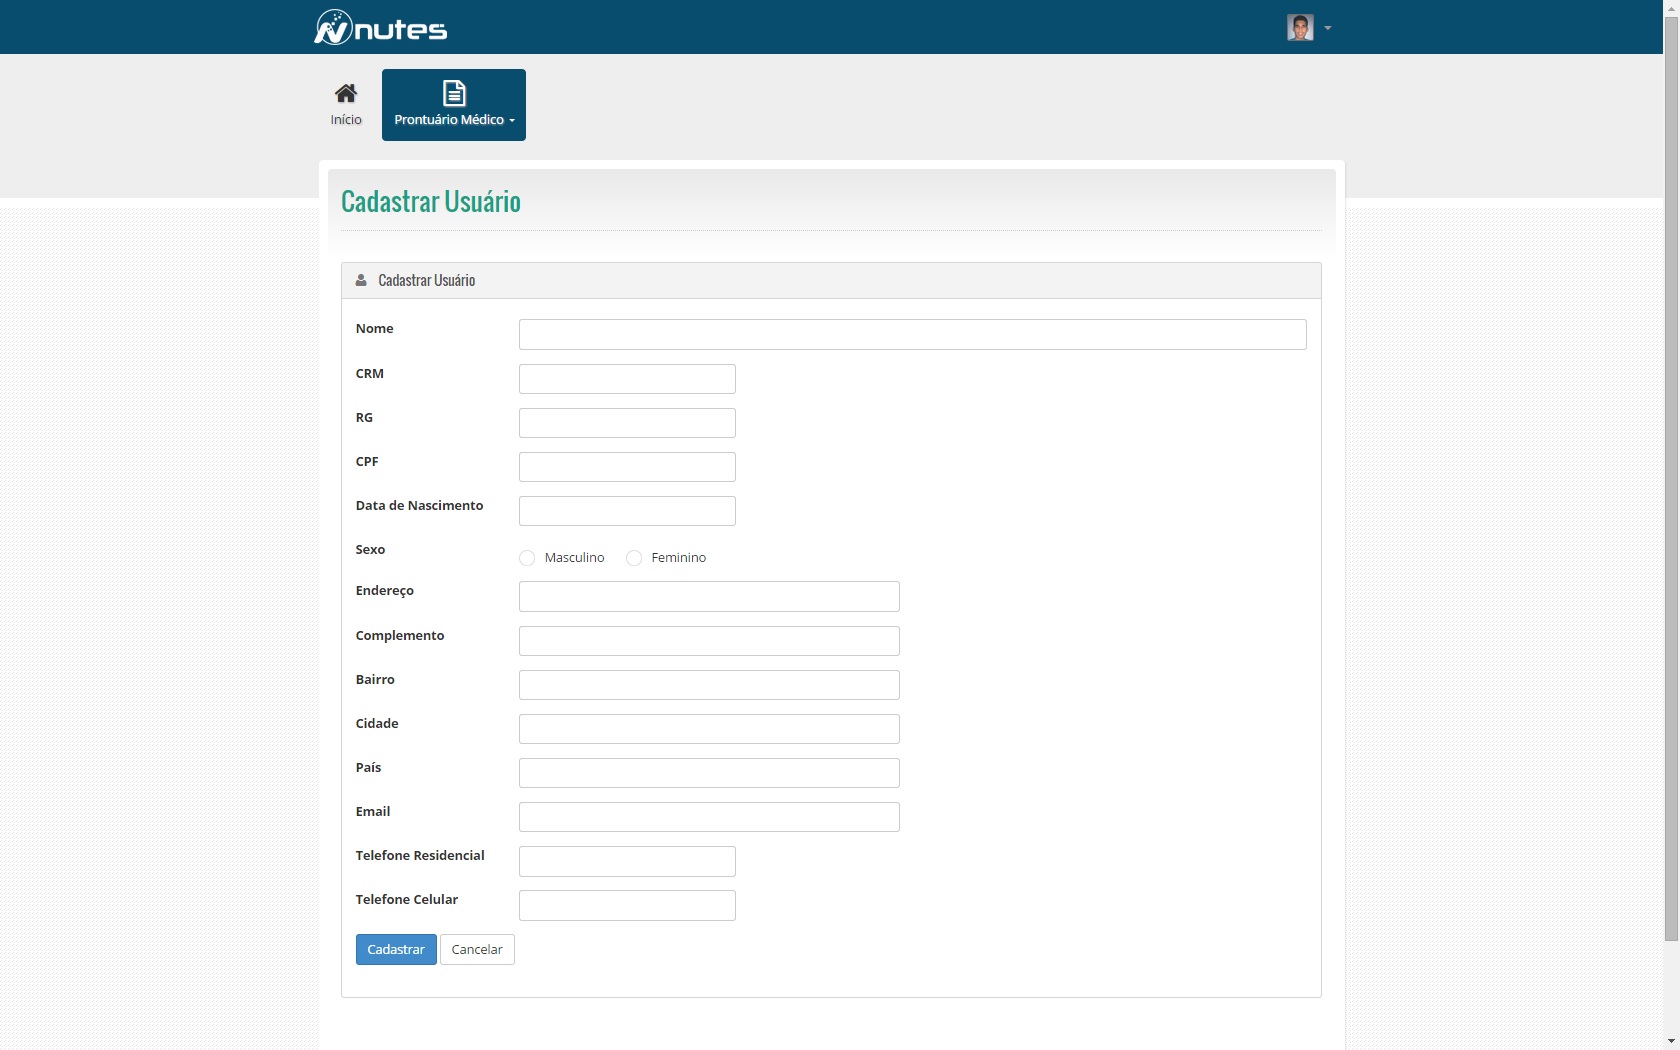 nutes
Início
Prontuário Médico
Cadastrar Usuário
Cadastrar Usuário
Nome
CRM
RG
CPF
Data de Nascimento
Sexo
Masculino Feminino
Endereço
Complemento
Bairro
Cidade
País
Email
Telefone Residencial
Telefone Celular
Cadastrar Cancelar